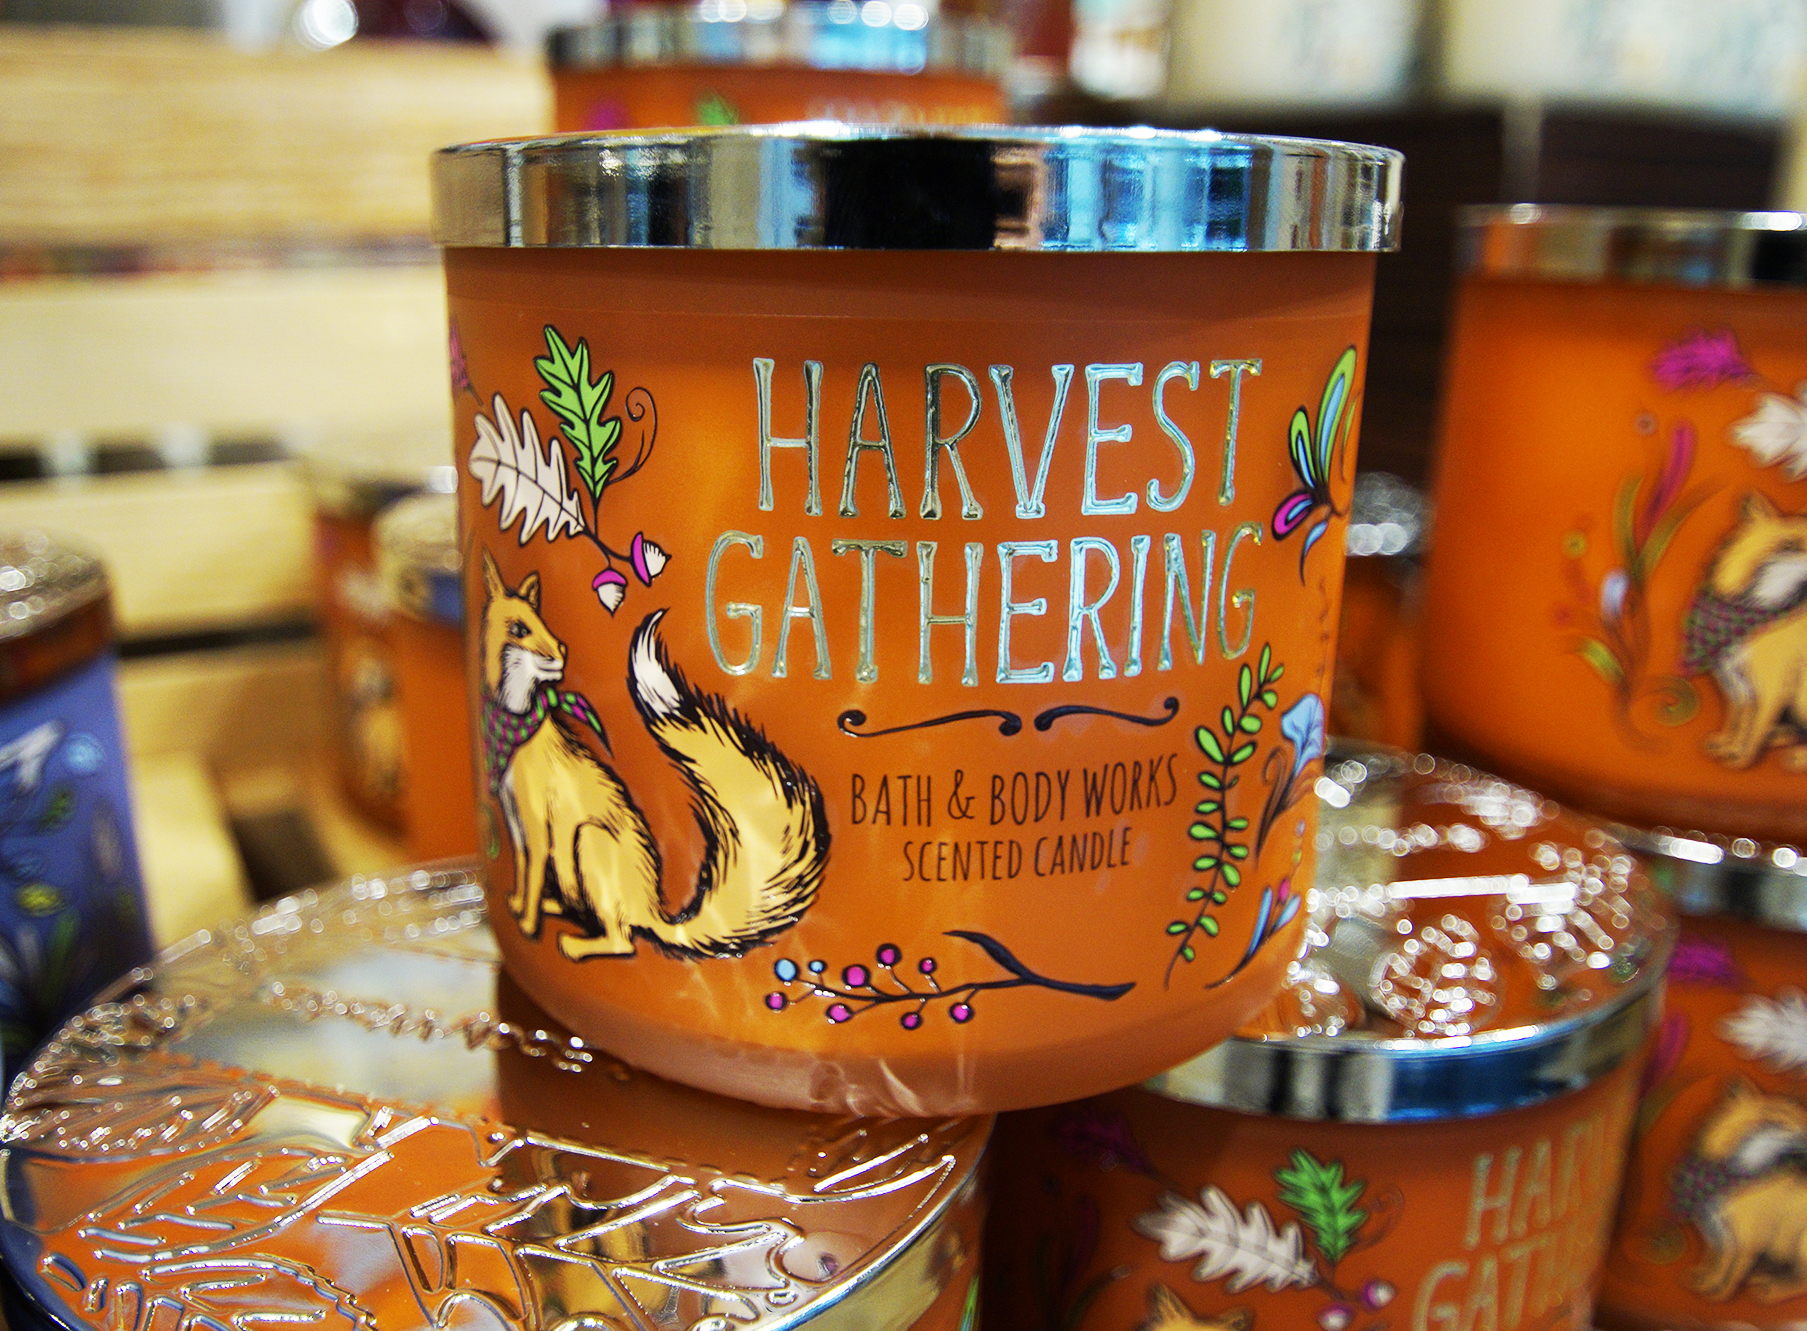 HARVEST
GATHERING
BATH & BODY WORKS
SCENTED CANDLE